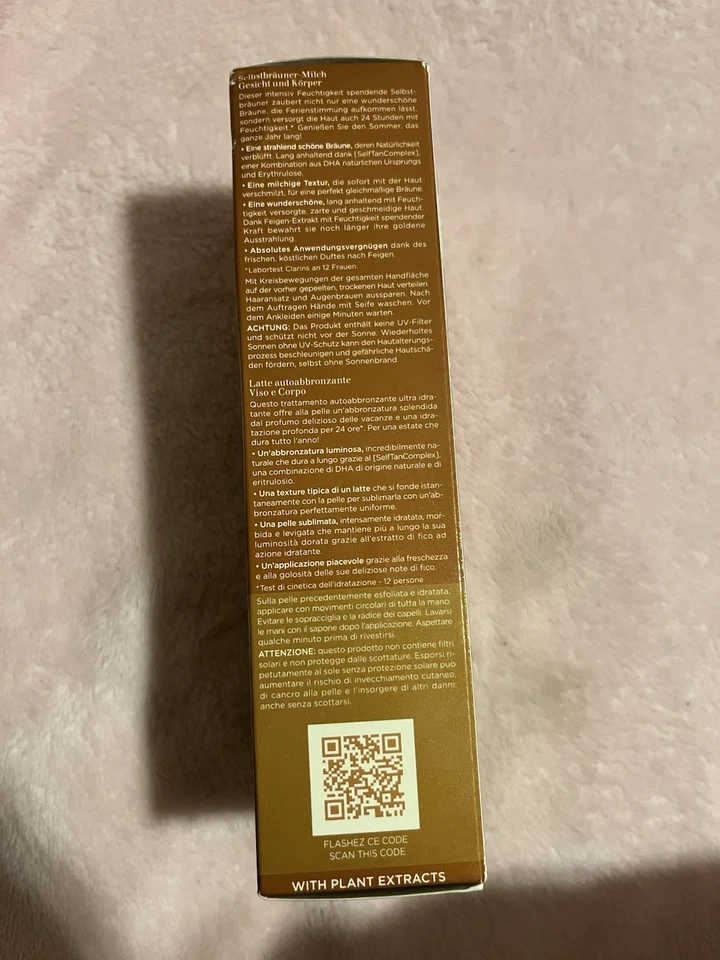 Selbstbräuner-Milch
Gesicht und Körper
Dieser intensiv Feuchtigkeit spendende Selbst-
bräuner zaubert nicht nur eine wunderschöne
Bräune, die Ferienstimmung aufkommen lässt,
sondern versorgt die Haut auch 24 Stunden mit
Feuchtigkeit.* Genießen Sie den Sommer, das
ganze Jahr lang!
• Eine strahlend schöne Bräune, deren Natürlichkeit
verblüfft. Lang anhaltend dank [SelfTanComplex],
einer Kombination aus DHA natürlichen Ursprungs
und Erythrulose.
• Eine milchige Textur, die sofort mit der Haut
verschmilzt, für eine perfekt gleichmäßige Bräune.
• Eine wunderschöne, lang anhaltend mit Feuch-
tigkeit versorgte, zarte und geschmeidige Haut.
Dank Feigen-Extrakt mit Feuchtigkeit spendender
Kraft bewahrt sie noch länger ihre goldene
Ausstrahlung.
• Absolutes Anwendungsvergnügen dank des
frischen, köstlichen Duftes nach Feigen.
*Labortest Clarins an 12 Frauen.
Mit Kreisbewegungen der gesamten Handfläche
auf der vorher gepeelten, trockenen Haut verteilen.
Haaransatz und Augenbrauen aussparen. Nach
dem Auftragen Hände mit Seife waschen. Vor
dem Ankleiden einige Minuten warten.
ACHTUNG: Das Produkt enthält keine UV-Filter
und schützt nicht vor der Sonne. Wiederholtes
Sonnen ohne UV-Schutz kann den Hautalterungs-
prozess beschleunigen und gefährliche Hautschä-
den fördern, selbst ohne Sonnenbrand.
Latte autoabbronzante
Viso e Corpo
Questo trattamento autoabbronzante ultra idra-
tante offre alla pelle un'abbronzatura splendida
dal profumo delizioso delle vacanze e una idra-
tazione profonda per 24 ore*. Per una estate che
dura tutto l'anno!
• Un'abbronzatura luminosa, incredibilmente na-
turale che dura a lungo grazie al [SelfTanComplex],
una combinazione di DHA di origine naturale e di
eritrulosio.
• Una texture tipica di un latte che si fonde istan-
taneamente con la pelle per sublimarla con un'ab-
bronzatura perfettamente uniforme.
• Una pelle sublimata, intensamente idratata, mor-
bida e levigata che mantiene più a lungo la sua
luminosità dorata grazie all'estratto di fico ad
azione idratante.
• Un'applicazione piacevole grazie alla freschezza
e alla golosità delle sue deliziose note di fico.
*Test di cinetica dell'idratazione - 12 persone
Sulla pelle precedentemente esfoliata e idratata,
applicare con movimenti circolari di tutta la mano.
Evitare le sopracciglia e la radice dei capelli. Lavarsi
le mani con il sapone dopo l'applicazione. Aspettare
qualche minuto prima di rivestirsi.
ATTENZIONE: questo prodotto non contiene filtri
solari e non protegge dalle scottature. Esporsi ri-
petutamente al sole senza protezione solare può
aumentare il rischio di invecchiamento cutaneo,
di cancro alla pelle e l'insorgere di altri danni,
anche senza scottarsi.
FLASHEZ CE CODE
SCAN THIS CODE
WITH PLANT EXTRACTS